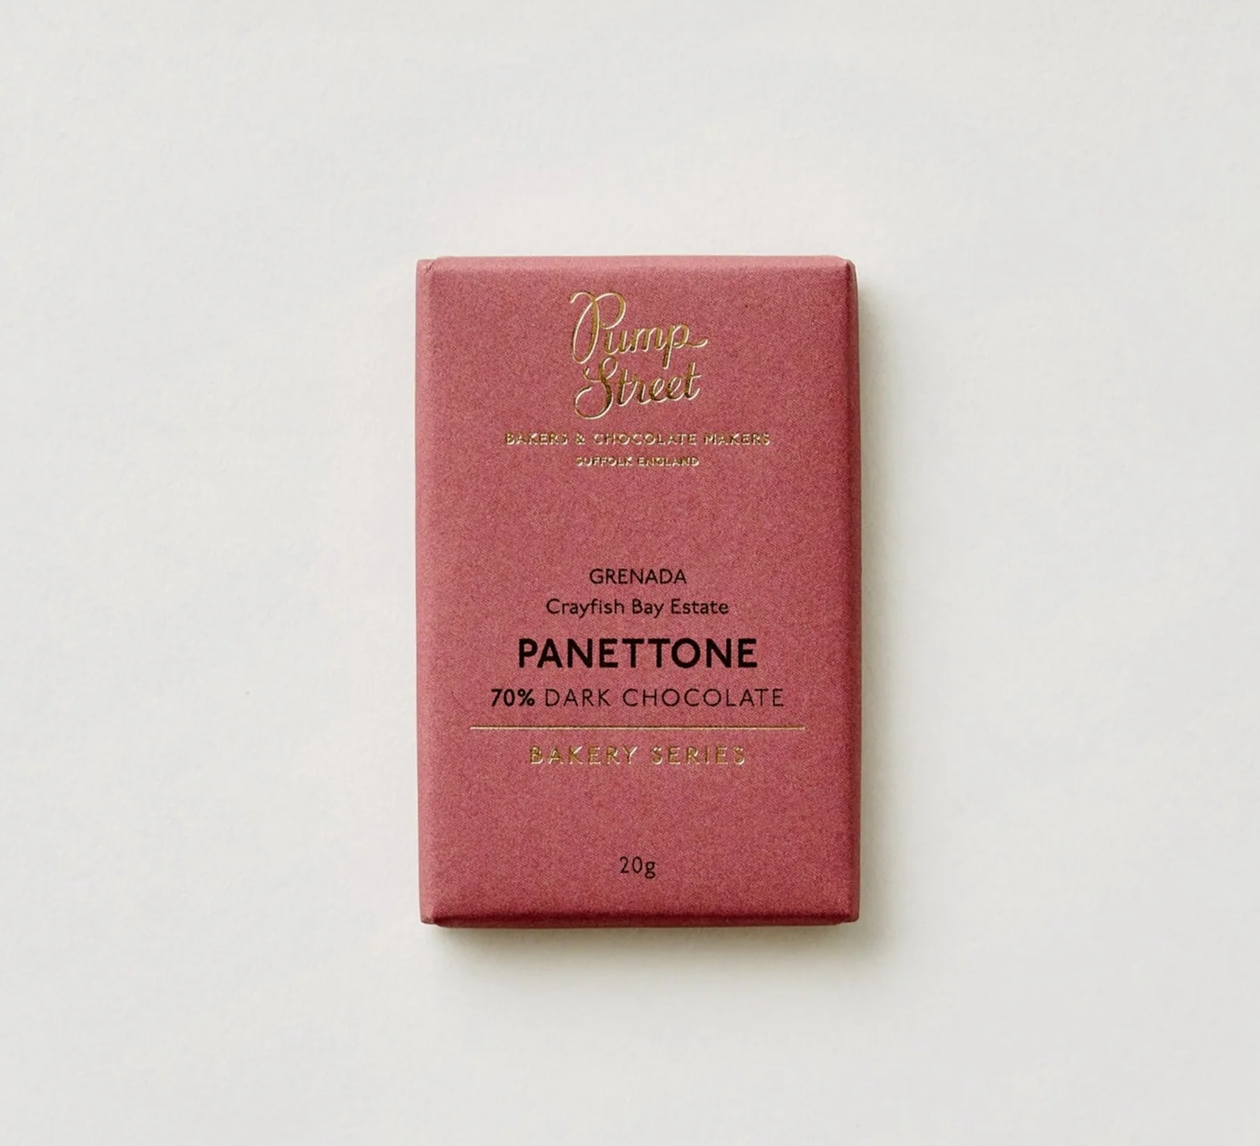 Pump
Street
BAKERS & CHOCOLATE MAKERS
SUFFOLK ENGLAND
GRENADA
Crayfish Bay Estate
PANETTONE
70% DARK CHOCOLATE
BAKERY SERIES
20g